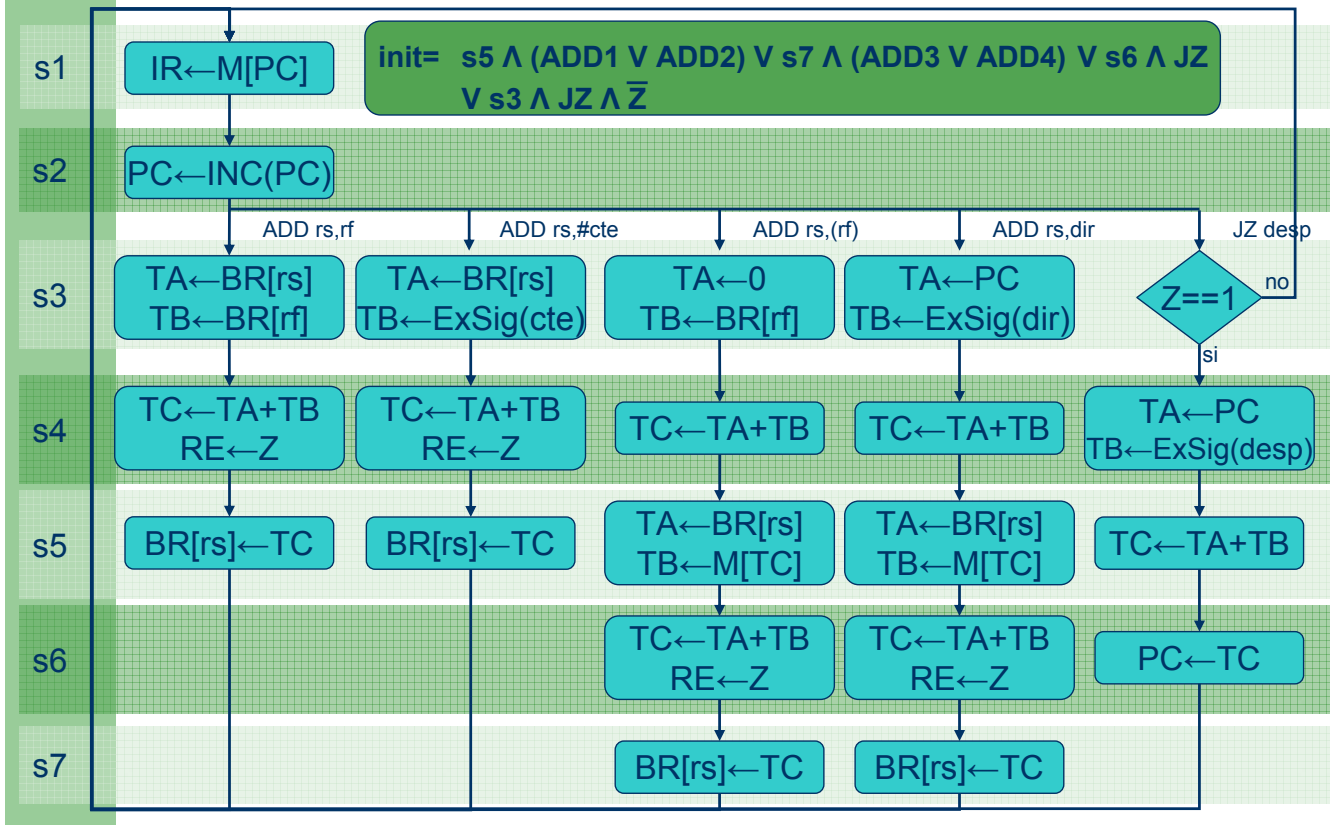 s1
IR←M[PC]
init= s5 Λ (ADD1 V ADD2) V s7 Λ (ADD3 V ADD4) V s6 Λ JZ
V s3 Λ JZ Λ Z̅
s2
PC←INC(PC)
ADD rs,rf
ADD rs,#cte
ADD rs,(rf)
ADD rs,dir
JZ desp
s3
TA←BR[rs]
TB←BR[rf]
TA←BR[rs]
TB←ExSig(cte)
TA←0
TB←BR[rf]
TA←PC
TB←ExSig(dir)
Z==1
no
si
s4
TC←TA+TB
RE←Z
TC←TA+TB
RE←Z
TC←TA+TB
TC←TA+TB
TA←PC
TB←ExSig(desp)
s5
BR[rs]←TC
BR[rs]←TC
TA←BR[rs]
TB←M[TC]
TA←BR[rs]
TB←M[TC]
TC←TA+TB
s6
TC←TA+TB
RE←Z
TC←TA+TB
RE←Z
PC←TC
s7
BR[rs]←TC
BR[rs]←TC